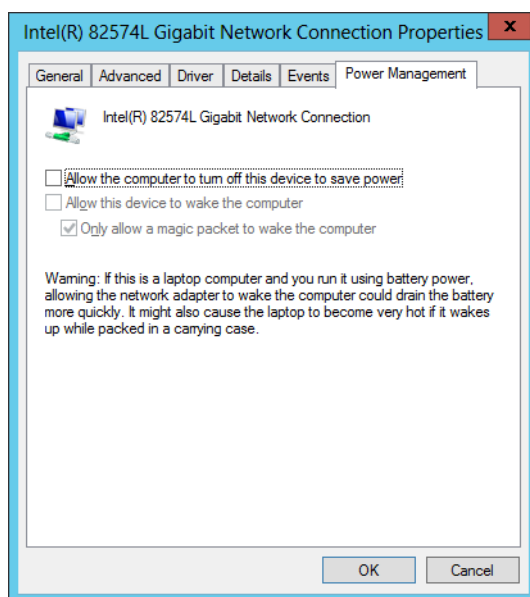 Intel(R) 82574L Gigabit Network Connection Properties
x
General Advanced Driver Details Events Power Management
Intel(R) 82574L Gigabit Network Connection
Allow the computer to turn off this device to save power
Allow this device to wake the computer
Only allow a magic packet to wake the computer
Warning: If this is a laptop computer and you run it using battery power,
allowing the network adapter to wake the computer could drain the battery
more quickly. It might also cause the laptop to become very hot if it wakes
up while packed in a carrying case.
OK Cancel